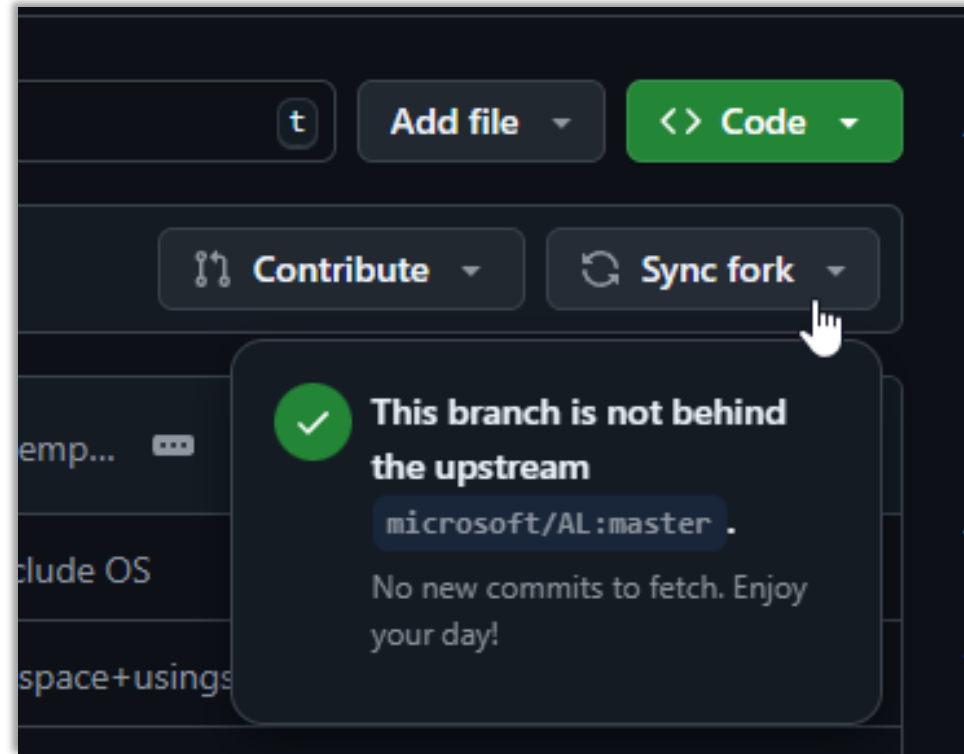 t
Add file
<> Code
Contribute
Sync fork
This branch is not behind
the upstream
microsoft/AL:master.
No new commits to fetch. Enjoy
your day!
emp...
clude OS
space+usings